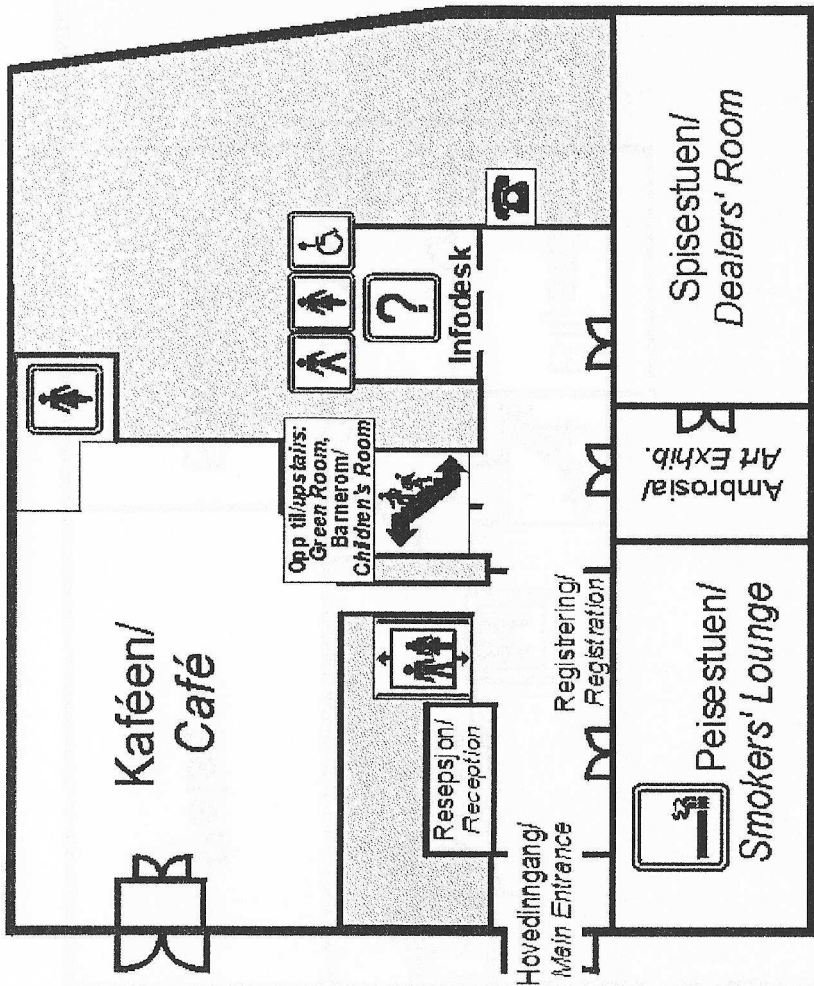 Kaféen/
Café
Opp til/upstairs:
Green Room,
Barnerom/
Children's Room
?
Infodesk
Resepsjon/
Reception
Hovedinngang/
Main Entrance
Registrering/
Registration
Peisestuen/
Smokers' Lounge
Ambrosia/
Art Exhib.
Spisestuen/
Dealers' Room